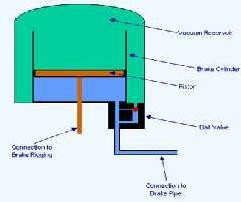 Vacuum Reservoir
Brake Cylinder
Piston
Ball Valve
Connection to
Brake Rigging
Connection to
Brake Pipe